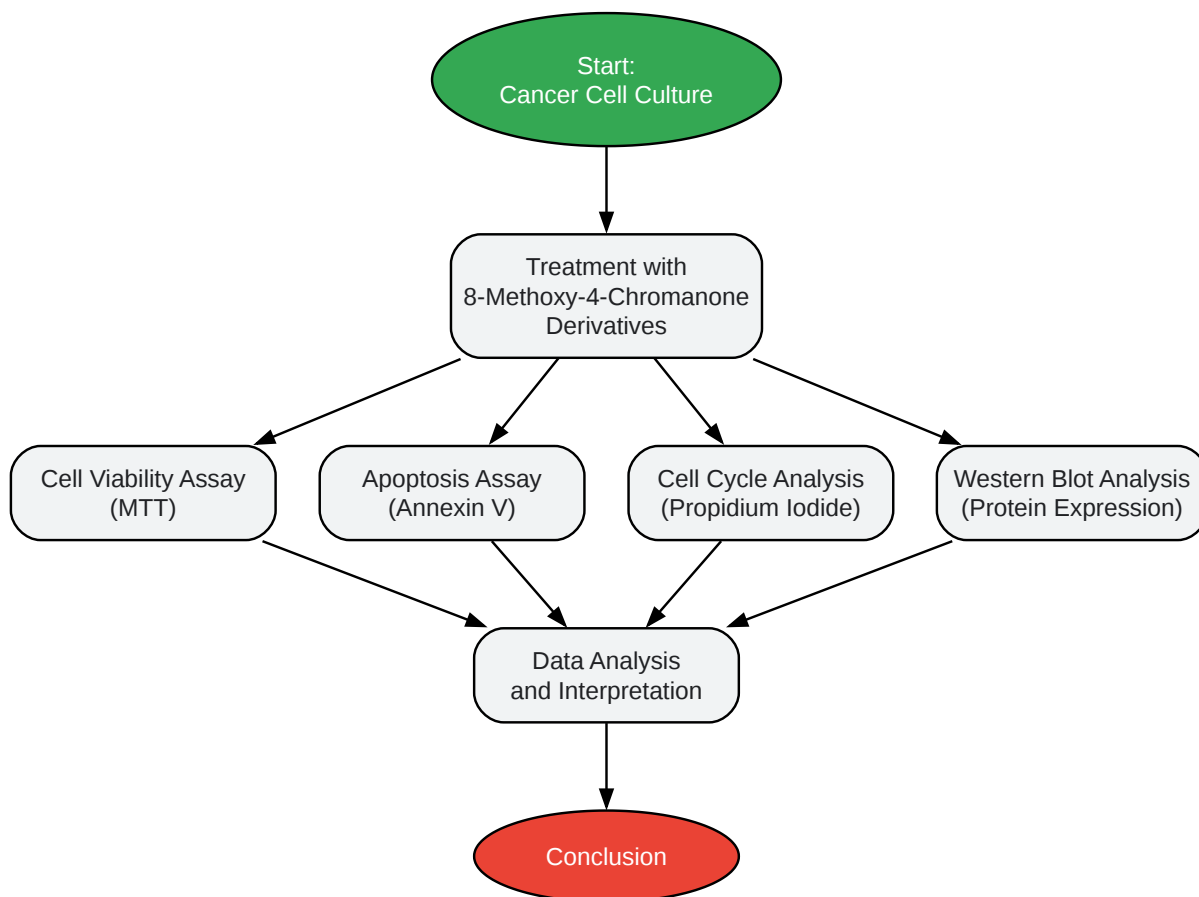 Start:
Cancer Cell Culture
Treatment with
8-Methoxy-4-Chromanone
Derivatives
Cell Viability Assay
(MTT)
Apoptosis Assay
(Annexin V)
Cell Cycle Analysis
(Propidium Iodide)
Western Blot Analysis
(Protein Expression)
Data Analysis
and Interpretation
Conclusion